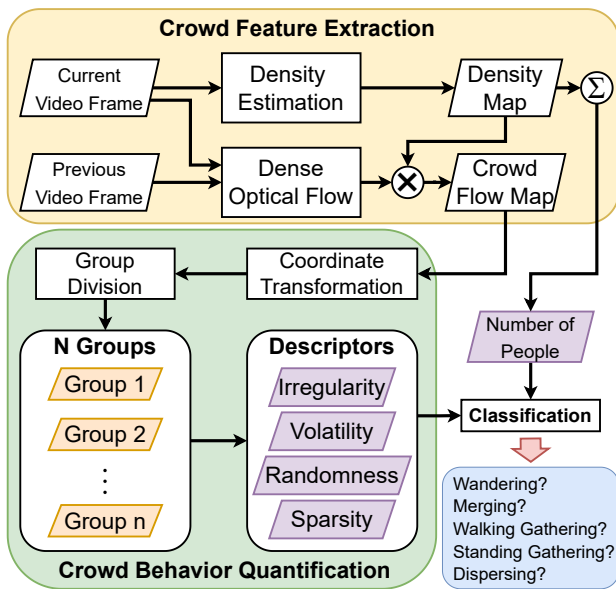 Crowd Feature Extraction
Current
Video Frame
Density
Estimation
Density
Map
Σ
Previous
Video Frame
Dense
Optical Flow
Crowd
Flow Map
Group
Division
Coordinate
Transformation
Number of
People
N Groups
Group 1
Group 2
⋮
Group n
Descriptors
Irregularity
Volatility
Randomness
Sparsity
Classification
Wandering?
Merging?
Walking Gathering?
Standing Gathering?
Dispersing?
Crowd Behavior Quantification